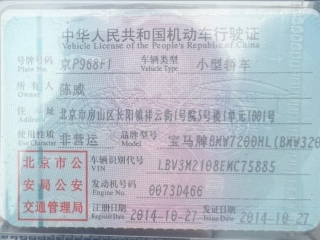 中华人民共和国机动车行驶证
Vehicle License of the People's Republic of China
号牌号码 京P968F1 车辆类型 小型轿车
Plate No. Vehicle Type
所有人 陈威
Owner
住址 北京市房山区长阳镇祥云街1号院5号楼1单元1001号
Address
使用性质 非营运 品牌型号 宝马牌BMW7200HL(BMW320
Use Character Model
北京市公 车辆识别代号 LBV3M2108EMC75885
VIN
安局公安 发动机号码 0073D466
Engine No.
交通管理局 注册日期 2014-10-27 发证日期 2014-10-27
Register Date Issue Date